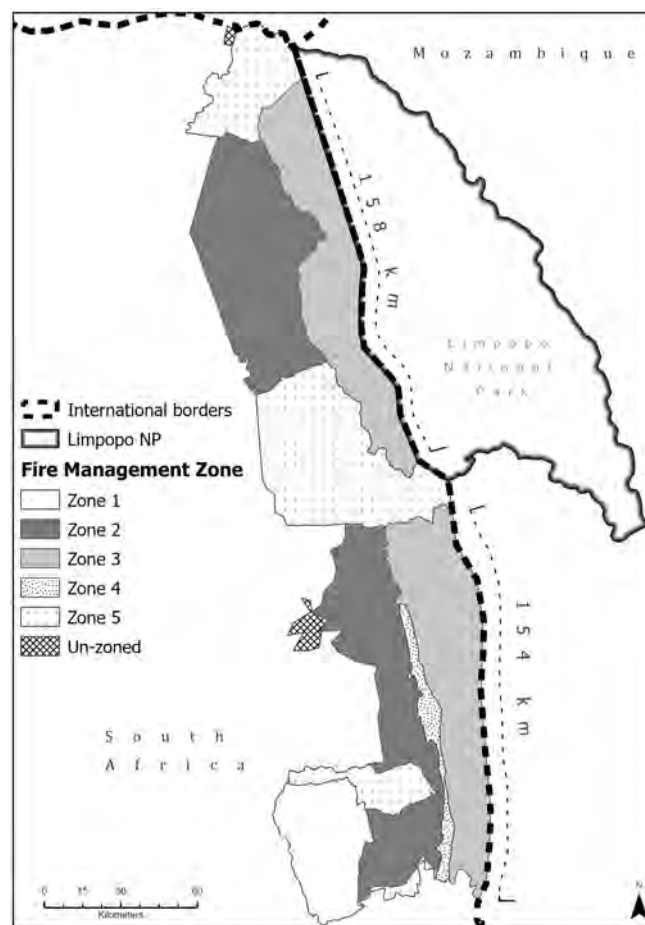 Mozambique
158 km
Limpopo
National
Park
International borders
Limpopo NP
Fire Management Zone
Zone 1
Zone 2
Zone 3
Zone 4
Zone 5
Un-zoned
154 km
South
Africa
0 15 30 60
Kilometers
N